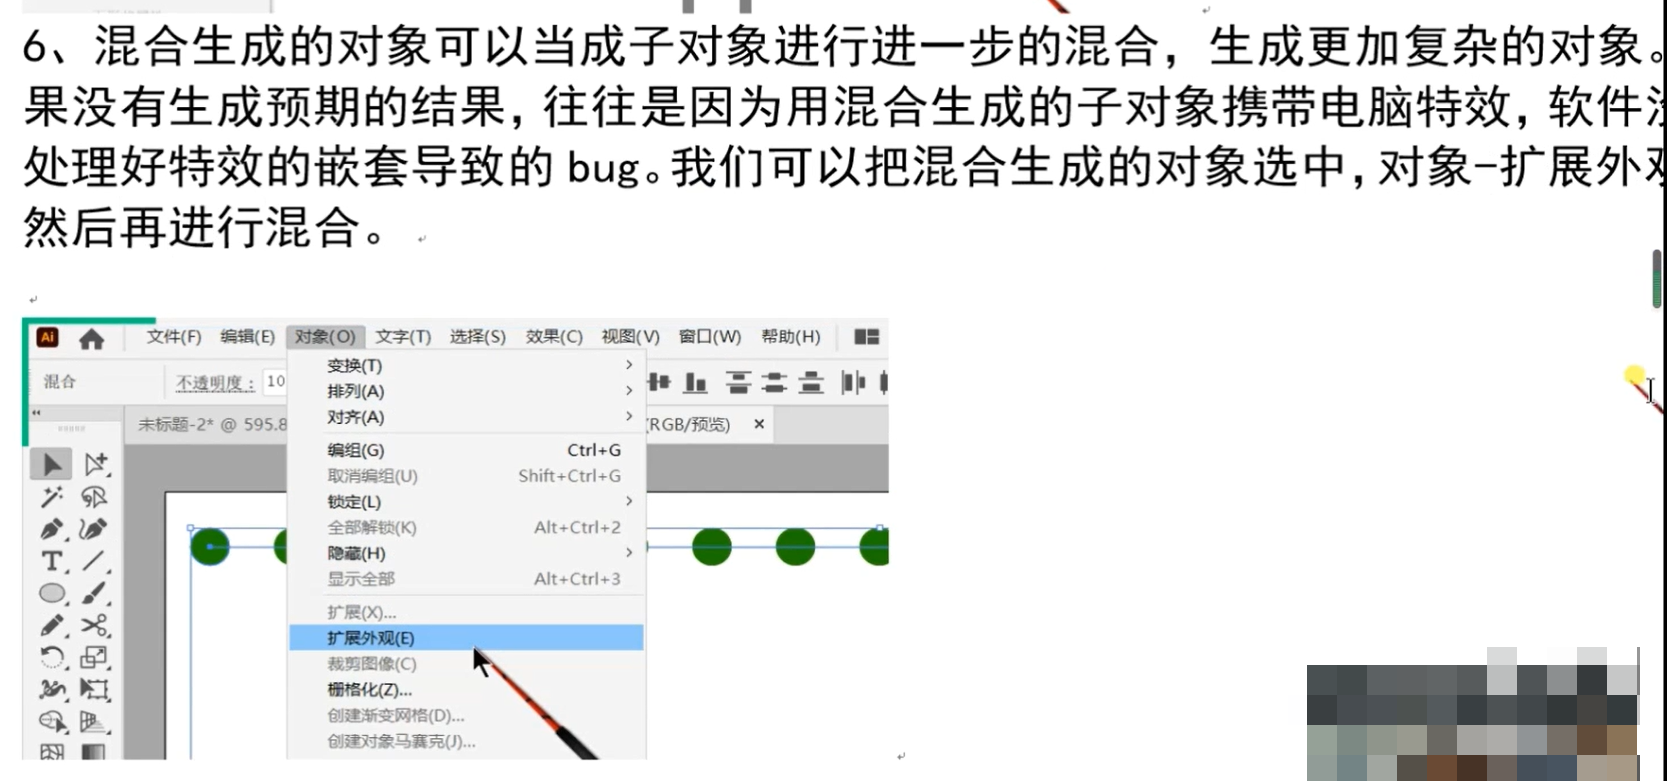 6、混合生成的对象可以当成子对象进行进一步的混合，生成更加复杂的对象。
果没有生成预期的结果，往往是因为用混合生成的子对象携带电脑特效，软件
处理好特效的嵌套导致的 bug。我们可以把混合生成的对象选中，对象-扩展外
然后再进行混合。
Ai 文件(F) 编辑(E) 对象(O) 文字(T) 选择(S) 效果(C) 视图(V) 窗口(W) 帮助(H)
变换(T)
混合 不透明度： 10
排列(A)
对齐(A)
未标题-2* @ 595.8 (RGB/预览) ×
编组(G) Ctrl+G
取消编组(U) Shift+Ctrl+G
锁定(L)
全部解锁(K) Alt+Ctrl+2
隐藏(H)
显示全部 Alt+Ctrl+3
扩展(X)...
扩展外观(E)
裁剪图像(C)
栅格化(Z)...
创建渐变网格(D)...
创建对象马赛克(J)...